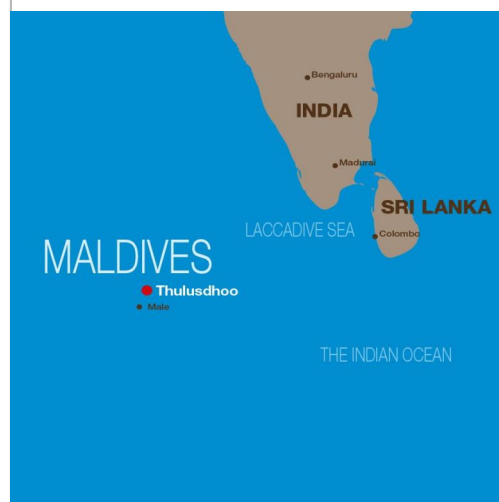 Bengaluru
INDIA
Madurai
SRI LANKA
LACCADIVE SEA
Colombo
MALDIVES
Thulusdhoo
Male
THE INDIAN OCEAN